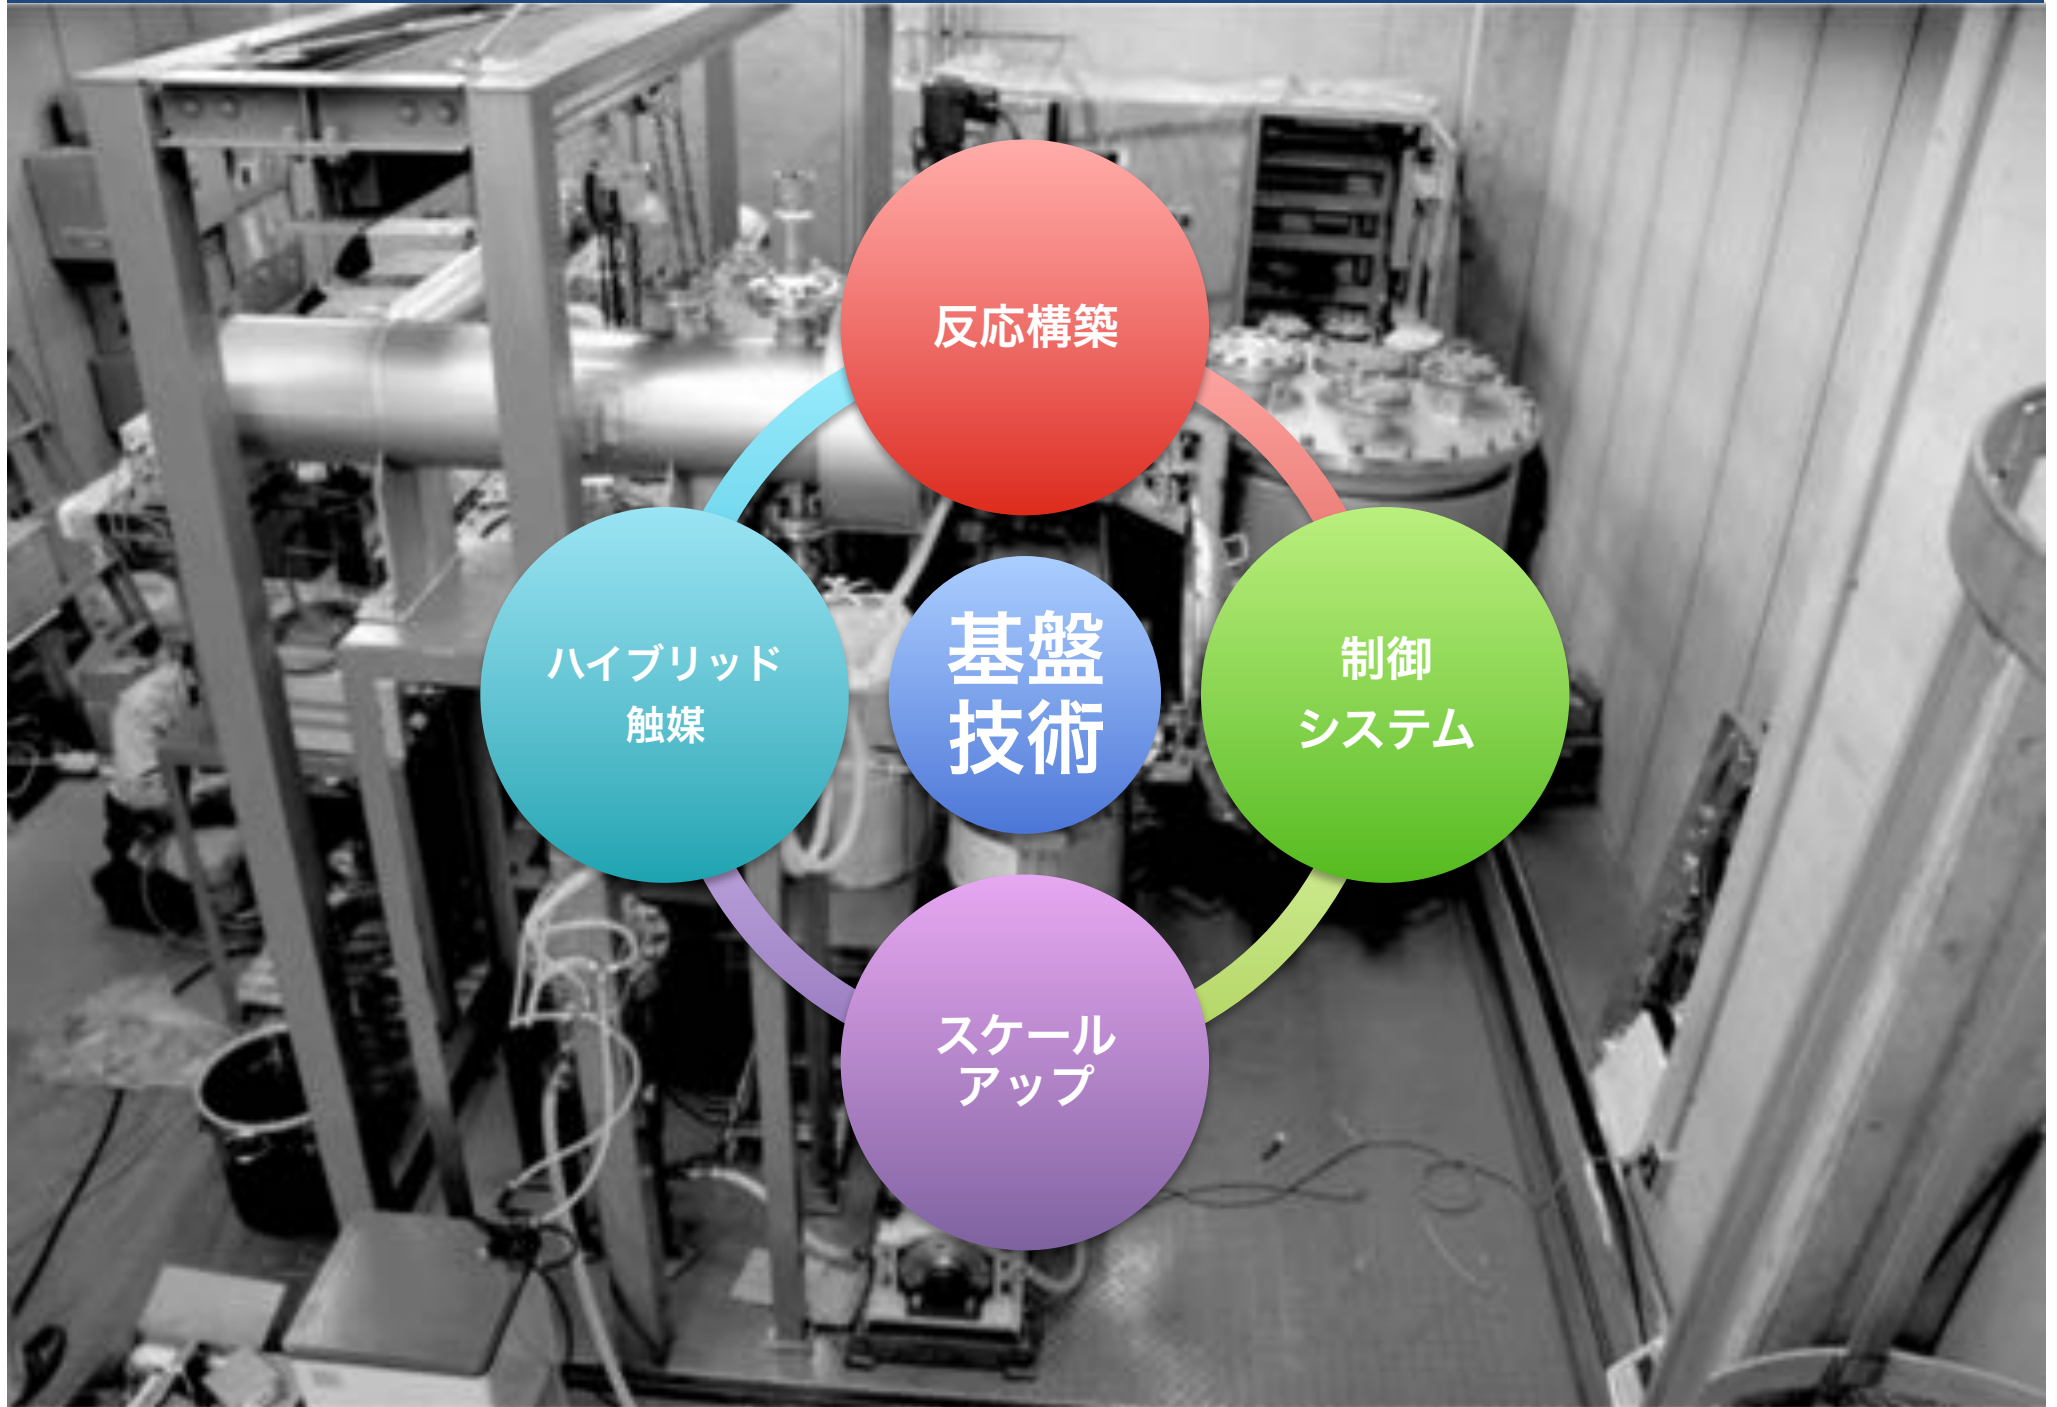 反応構築
ハイブリッド
触媒
基盤
技術
制御
システム
スケール
アップ